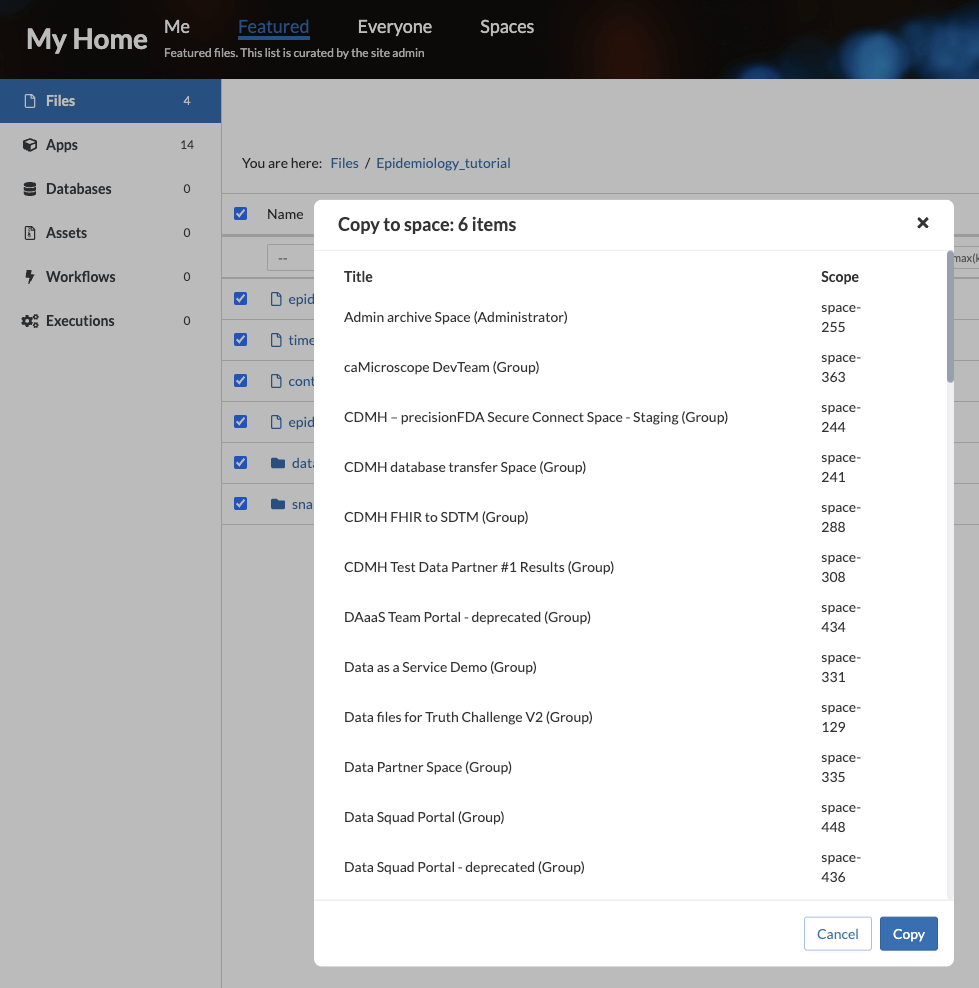 My Home
Me
Featured
Everyone
Spaces
Featured files. This list is curated by the site admin
Files 4
Apps 14
Databases 0
Assets 0
Workflows 0
Executions 0
You are here: Files / Epidemiology_tutorial
Name
--
max(k
epid
time
cont
epid
data
sna
Copy to space: 6 items
Title Scope
Admin archive Space (Administrator) space-
255
caMicroscope DevTeam (Group) space-
363
CDMH – precisionFDA Secure Connect Space - Staging (Group) space-
244
CDMH database transfer Space (Group) space-
241
CDMH FHIR to SDTM (Group) space-
288
CDMH Test Data Partner #1 Results (Group) space-
308
DAaaS Team Portal - deprecated (Group) space-
434
Data as a Service Demo (Group) space-
331
Data files for Truth Challenge V2 (Group) space-
129
Data Partner Space (Group) space-
335
Data Squad Portal (Group) space-
448
Data Squad Portal - deprecated (Group) space-
436
Cancel
Copy